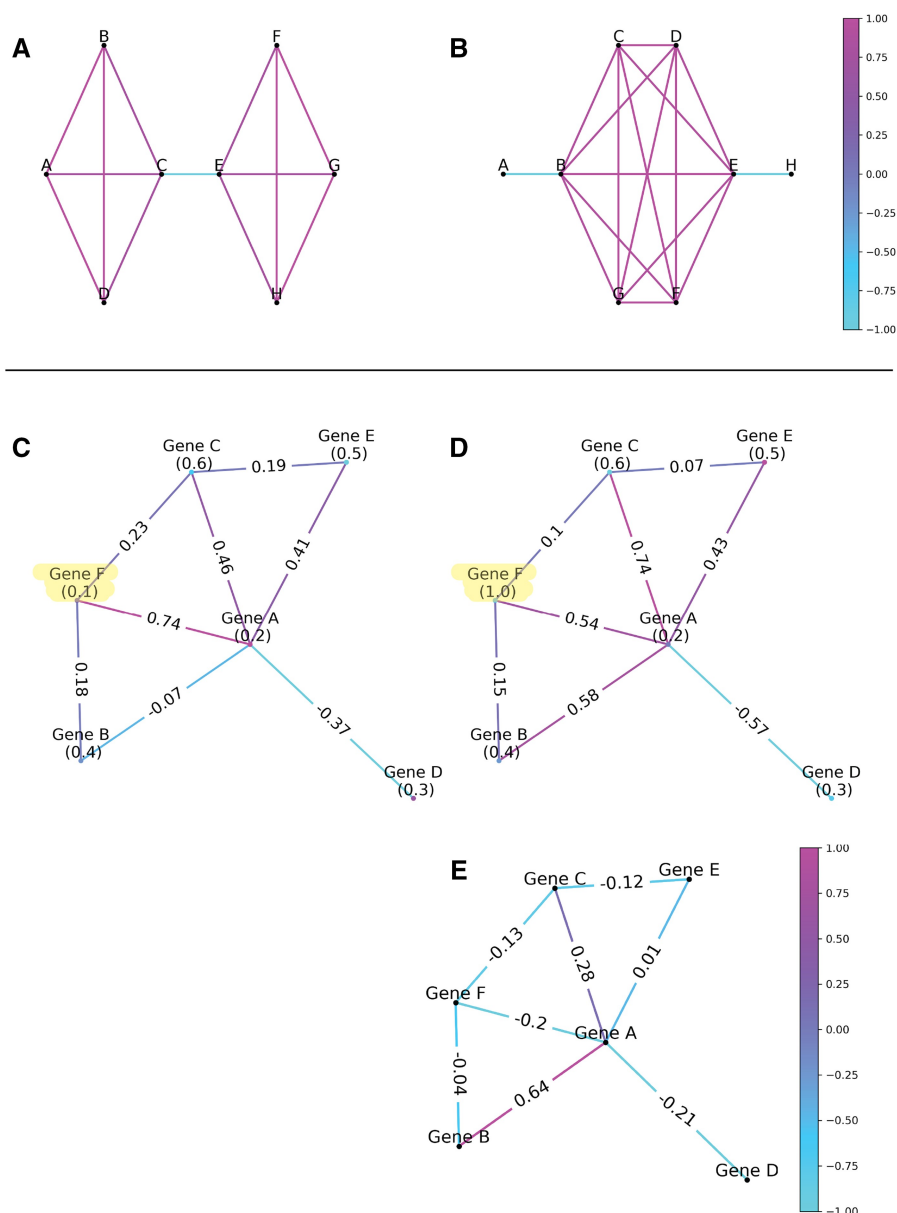 A
B
A
C
D
F
E
G
H
B
C
D
A
B
E
H
G
F
1.00
0.75
0.50
0.25
0.00
−0.25
−0.50
−0.75
−1.00
C
Gene C
(0.6)
Gene E
(0.5)
0.19
0.23
0.46
0.41
Gene F
(0.1)
0.74
Gene A
(0.2)
0.18
-0.07
-0.37
Gene B
(0.4)
Gene D
(0.3)
D
Gene C
(0.6)
Gene E
(0.5)
0.07
0.1
0.74
0.43
Gene F
(1.0)
0.54
Gene A
(0.2)
0.15
0.58
-0.57
Gene B
(0.4)
Gene D
(0.3)
E
Gene C
Gene E
-0.12
-0.13
0.28
0.01
Gene F
-0.2
Gene A
-0.04
0.64
-0.21
Gene B
Gene D
1.00
0.75
0.50
0.25
0.00
−0.25
−0.50
−0.75
−1.00